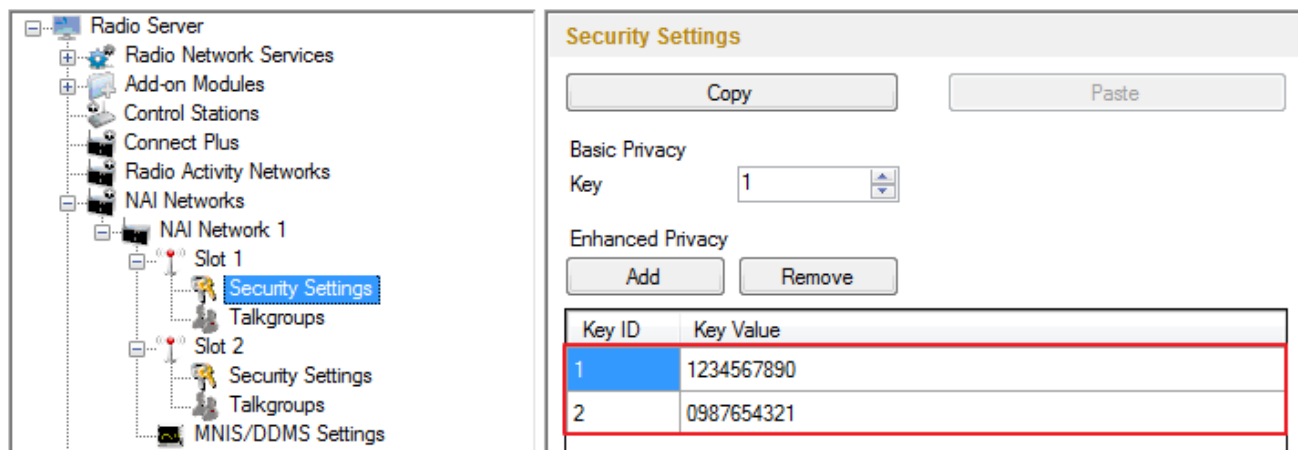 Radio Server
Radio Network Services
Add-on Modules
Control Stations
Connect Plus
Radio Activity Networks
NAI Networks
NAI Network 1
Slot 1
Security Settings
Talkgroups
Slot 2
Security Settings
Talkgroups
MNIS/DDMS Settings
Security Settings
Copy Paste
Basic Privacy
Key 1
Enhanced Privacy
Add Remove
Key ID Key Value
1 1234567890
2 0987654321